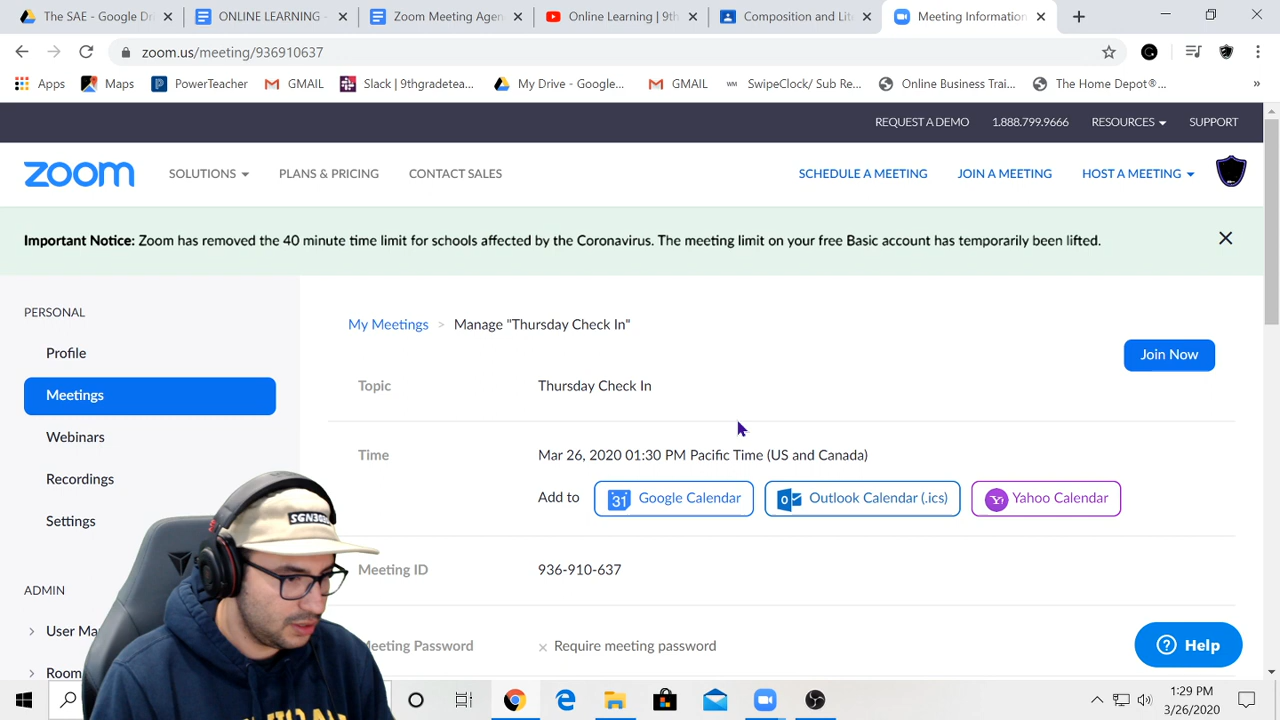 The SAE - Google Dri
ONLINE LEARNING -
Zoom Meeting Agen
Online Learning | 9th
Composition and Lit
Meeting Information
zoom.us/meeting/936910637
Apps
Maps
PowerTeacher
GMAIL
Slack | 9thgradetea...
My Drive - Google...
GMAIL
SwipeClock/ Sub Re...
Online Business Trai...
The Home Depot®...
REQUEST A DEMO
1.888.799.9666
RESOURCES
SUPPORT
zoom
SOLUTIONS
PLANS & PRICING
CONTACT SALES
SCHEDULE A MEETING
JOIN A MEETING
HOST A MEETING
Important Notice: Zoom has removed the 40 minute time limit for schools affected by the Coronavirus. The meeting limit on your free Basic account has temporarily been lifted.
PERSONAL
Profile
Meetings
Webinars
Recordings
Settings
ADMIN
User Ma
Room
My Meetings > Manage "Thursday Check In"
Join Now
Topic
Thursday Check In
Time
Mar 26, 2020 01:30 PM Pacific Time (US and Canada)
Add to
31 Google Calendar
Outlook Calendar (.ics)
Yahoo Calendar
Meeting ID
936-910-637
Meeting Password
Require meeting password
Help
1:29 PM
3/26/2020